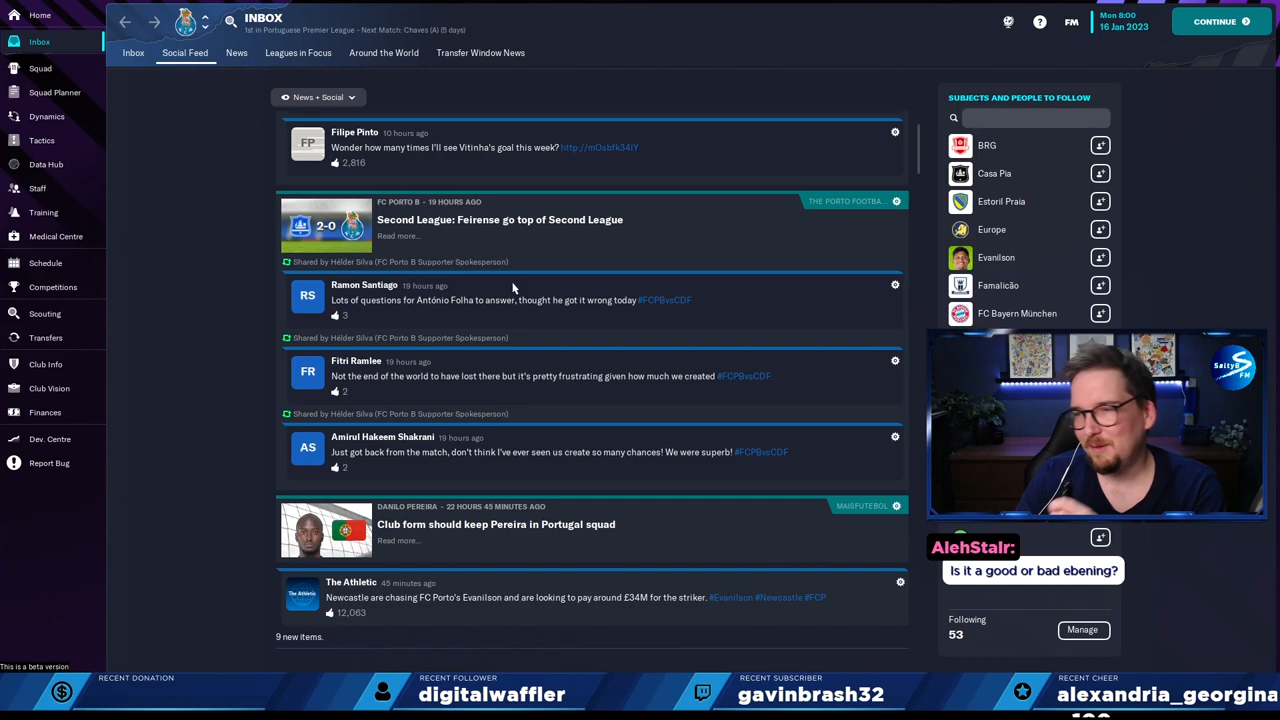 Home
Inbox
Squad
Squad Planner
Dynamics
Tactics
Data Hub
Staff
Training
Medical Centre
Schedule
Competitions
Scouting
Transfers
Club Info
Club Vision
Finances
Dev. Centre
Report Bug
This is a beta version
INBOX
1st in Portuguese Premier League - Next Match: Chaves (A) (5 days)
FM
Mon 8:00
16 Jan 2023
CONTINUE
Inbox
Social Feed
News
Leagues in Focus
Around the World
Transfer Window News
News + Social
FP
Filipe Pinto 10 hours ago
Wonder how many times I'll see Vitinha's goal this week? http://m0sbfk34IY
2,816
2-0
FC PORTO B - 19 HOURS AGO
THE PORTO FOOTBA...
Second League: Feirense go top of Second League
Read more...
Shared by Hélder Silva (FC Porto B Supporter Spokesperson)
RS
Ramon Santiago 19 hours ago
Lots of questions for António Folha to answer, thought he got it wrong today #FCPBvsCDF
3
Shared by Hélder Silva (FC Porto B Supporter Spokesperson)
FR
Fitri Ramlee 19 hours ago
Not the end of the world to have lost there but it's pretty frustrating given how much we created #FCPBvsCDF
2
Shared by Hélder Silva (FC Porto B Supporter Spokesperson)
AS
Amirul Hakeem Shakrani 19 hours ago
Just got back from the match, don't think I've ever seen us create so many chances! We were superb! #FCPBvsCDF
2
DANILO PEREIRA - 22 HOURS 45 MINUTES AGO
MAISFUTEBOL
Club form should keep Pereira in Portugal squad
Read more...
The Athletic
The Athletic 45 minutes ago
Newcastle are chasing FC Porto's Evanilson and are looking to pay around £34M for the striker. #Evanilson #Newcastle #FCP
12,063
9 new items.
SUBJECTS AND PEOPLE TO FOLLOW
BRG
Casa Pia
Estoril Praia
Europe
Evanilson
Famalicão
FC Bayern München
SaltyB
FM
AlehStalr:
Is it a good or bad ebening?
Following
53
Manage
RECENT DONATION
RECENT FOLLOWER
digitalwaffler
RECENT SUBSCRIBER
gavinbrash32
RECENT CHEER
alexandria_georgina
100